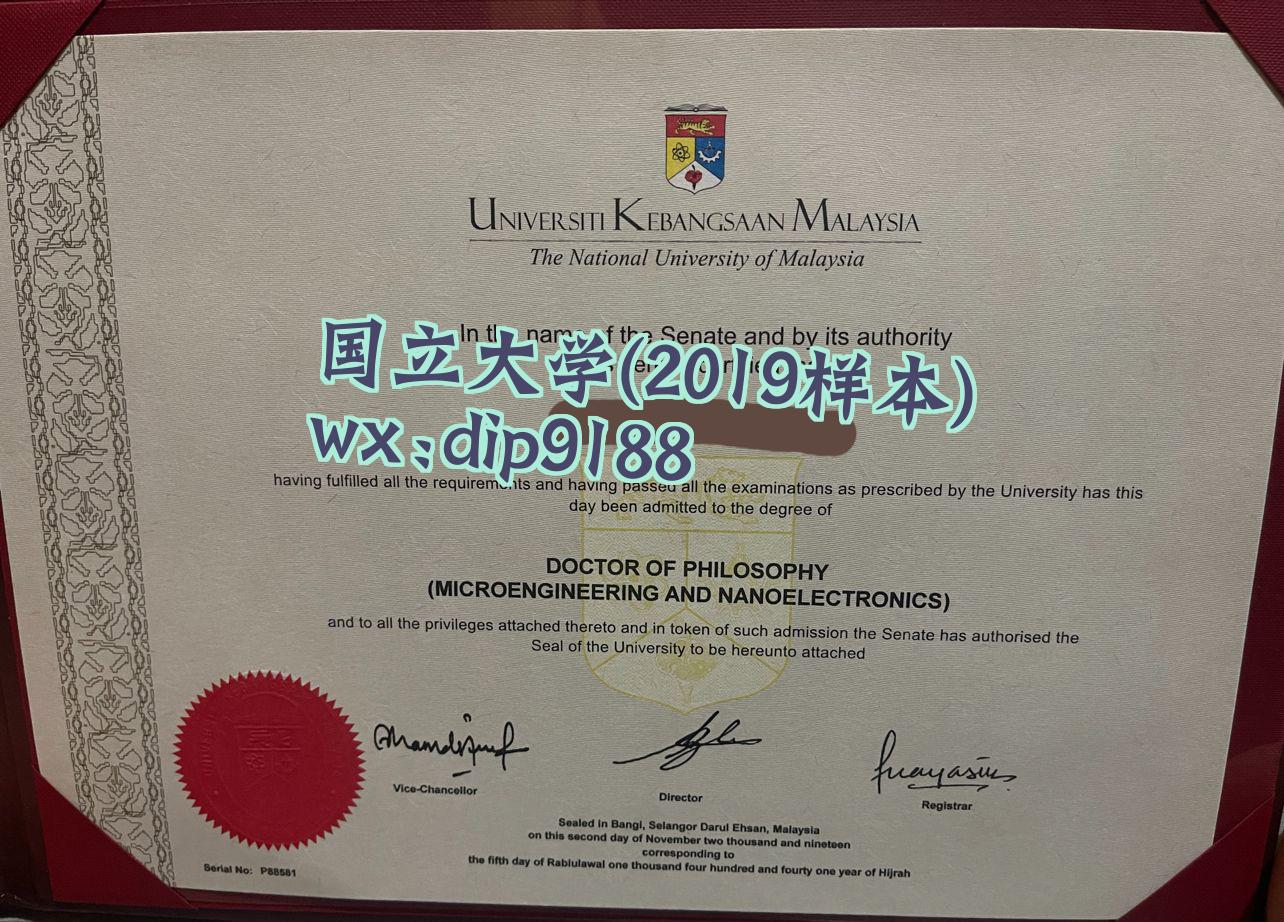 UNIVERSITI KEBANGSAAN MALAYSIA
The National University of Malaysia
In the name of the Senate and by its authority
国立大学(2019样本)
wx:dip9188
having fulfilled all the requirements and having passed all the examinations as prescribed by the University has this
day been admitted to the degree of
DOCTOR OF PHILOSOPHY
(MICROENGINEERING AND NANOELECTRONICS)
and to all the privileges attached thereto and in token of such admission the Senate has authorised the
Seal of the University to be hereunto attached
Vice-Chancellor
Director
Registrar
Sealed in Bangi, Selangor Darul Ehsan, Malaysia
on this second day of November two thousand and nineteen
corresponding to
the fifth day of Rabiulawal one thousand four hundred and fourty one year of Hijrah
Serial No: P88581